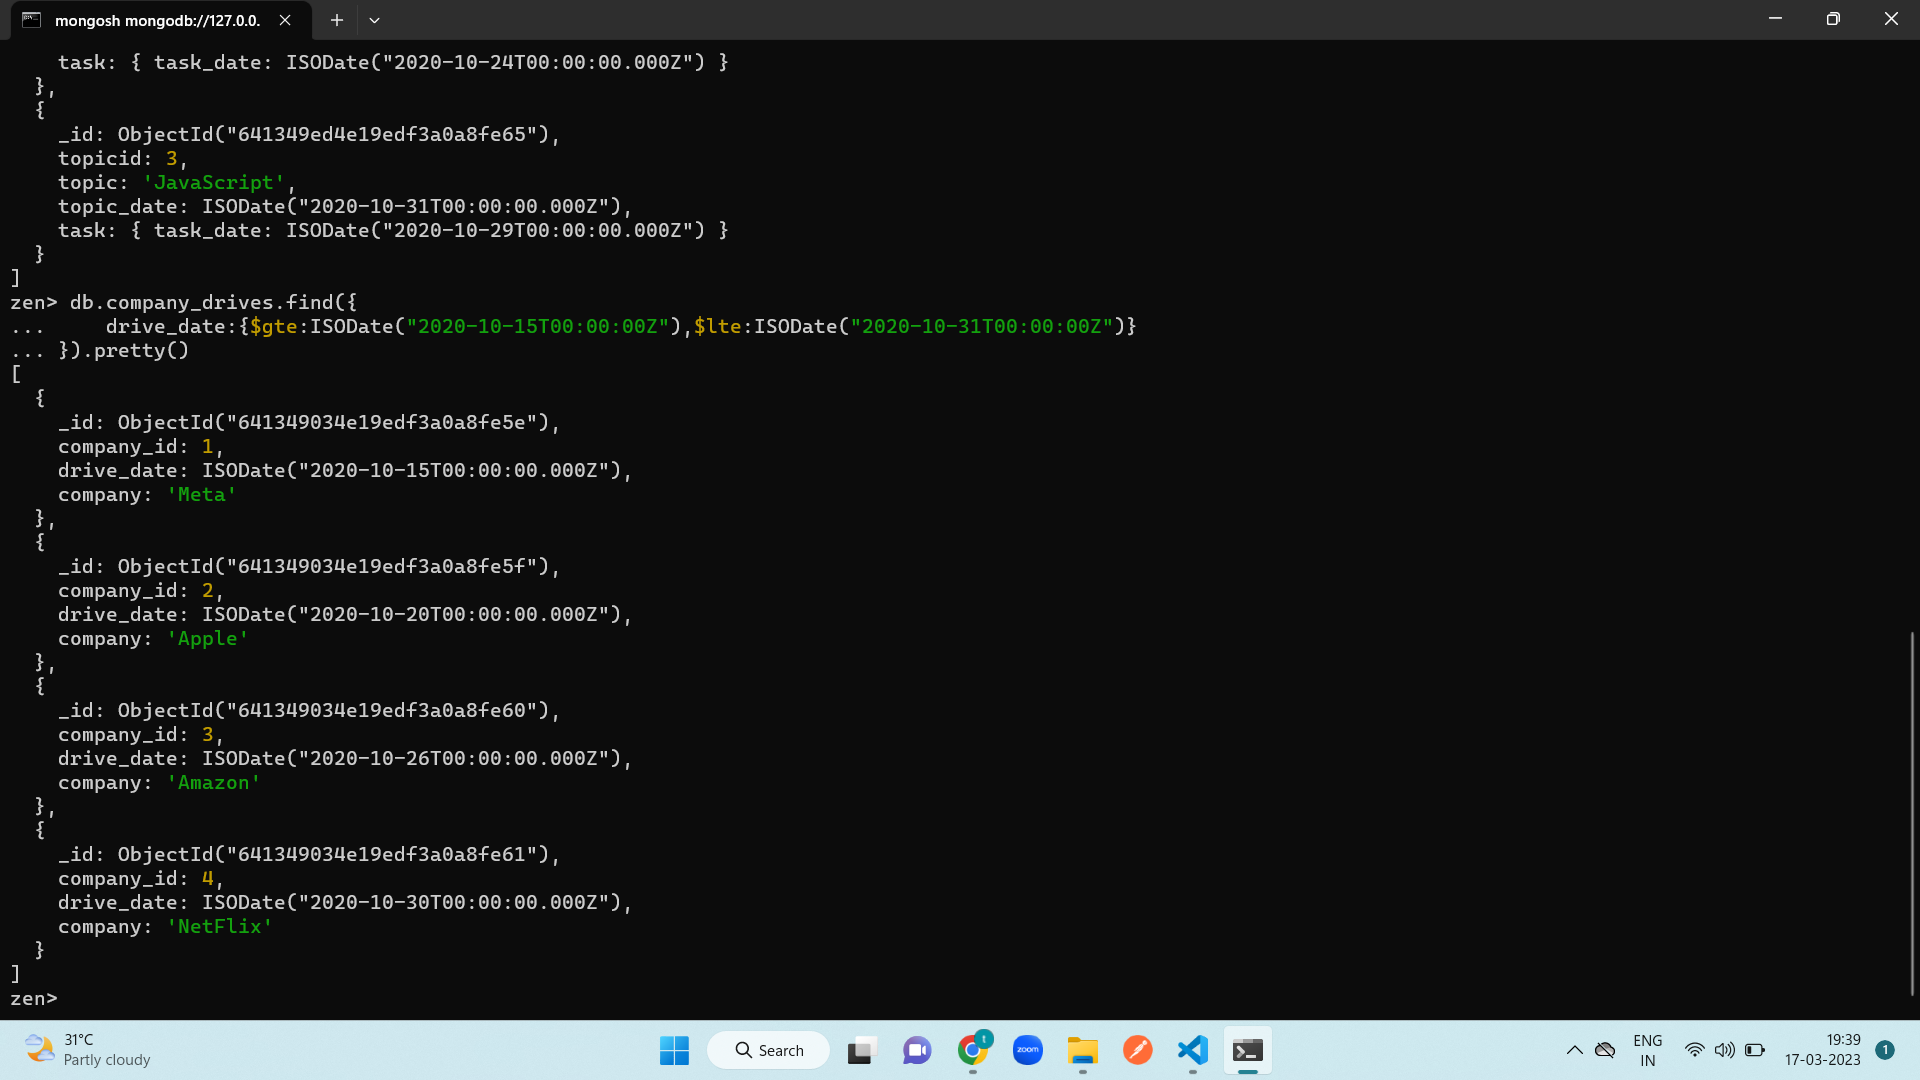 mongosh mongodb://127.0.0.
    task: { task_date: ISODate("2020-10-24T00:00:00.000Z") }
  },
  {
    _id: ObjectId("641349ed4e19edf3a0a8fe65"),
    topicid: 3,
    topic: 'JavaScript',
    topic_date: ISODate("2020-10-31T00:00:00.000Z"),
    task: { task_date: ISODate("2020-10-29T00:00:00.000Z") }
  }
]
zen> db.company_drives.find({
...     drive_date:{$gte:ISODate("2020-10-15T00:00:00Z"),$lte:ISODate("2020-10-31T00:00:00Z")}
... }).pretty()
[
  {
    _id: ObjectId("641349034e19edf3a0a8fe5e"),
    company_id: 1,
    drive_date: ISODate("2020-10-15T00:00:00.000Z"),
    company: 'Meta'
  },
  {
    _id: ObjectId("641349034e19edf3a0a8fe5f"),
    company_id: 2,
    drive_date: ISODate("2020-10-20T00:00:00.000Z"),
    company: 'Apple'
  },
  {
    _id: ObjectId("641349034e19edf3a0a8fe60"),
    company_id: 3,
    drive_date: ISODate("2020-10-26T00:00:00.000Z"),
    company: 'Amazon'
  },
  {
    _id: ObjectId("641349034e19edf3a0a8fe61"),
    company_id: 4,
    drive_date: ISODate("2020-10-30T00:00:00.000Z"),
    company: 'NetFlix'
  }
]
zen>
31°C
Partly cloudy
Search
t
zoom
ENG
IN
19:39
17-03-2023
1